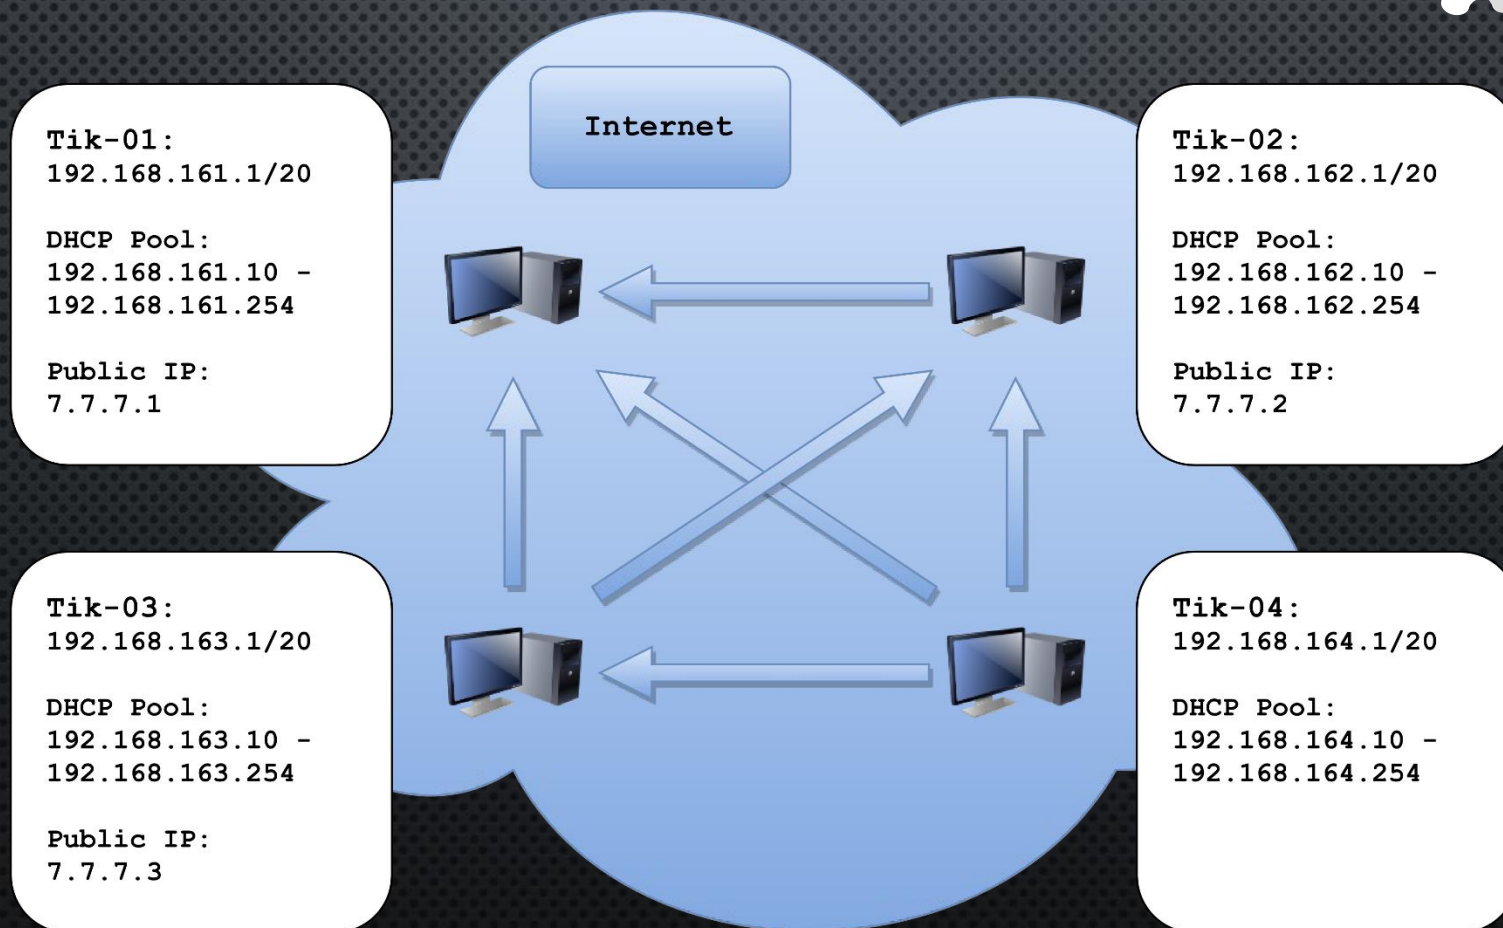 Internet
Tik-01:
192.168.161.1/20
DHCP Pool:
192.168.161.10 -
192.168.161.254
Public IP:
7.7.7.1
Tik-02:
192.168.162.1/20
DHCP Pool:
192.168.162.10 -
192.168.162.254
Public IP:
7.7.7.2
Tik-03:
192.168.163.1/20
DHCP Pool:
192.168.163.10 -
192.168.163.254
Public IP:
7.7.7.3
Tik-04:
192.168.164.1/20
DHCP Pool:
192.168.164.10 -
192.168.164.254